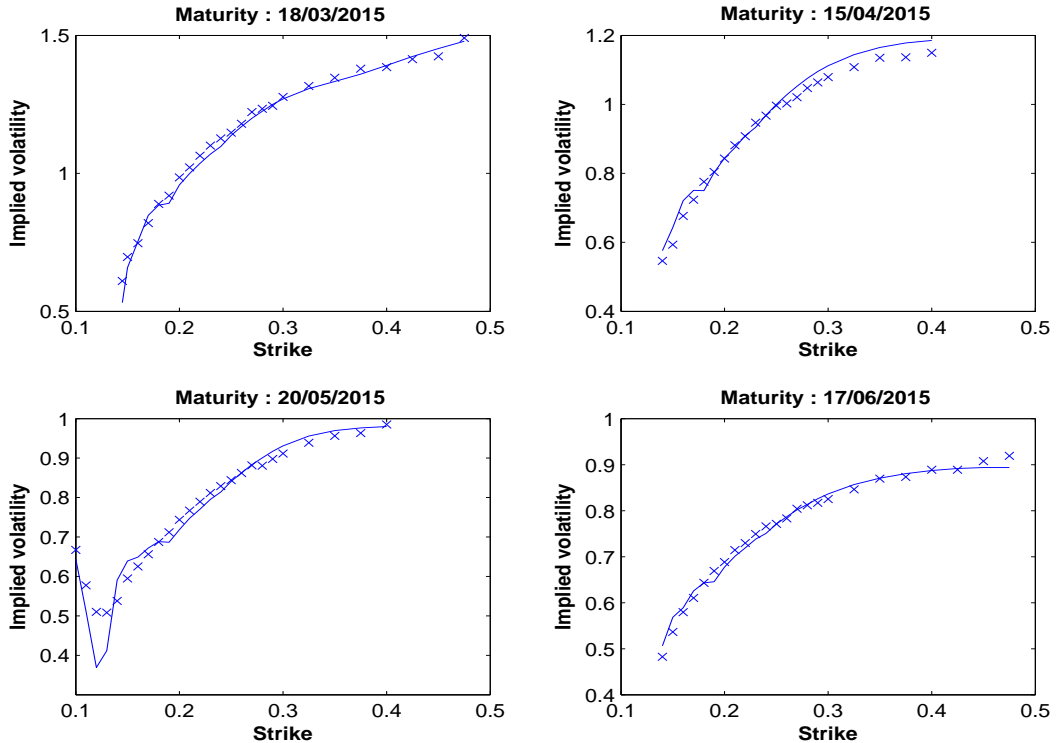 Maturity : 18/03/2015
1.5
1
0.5
Implied volatility
0.1 0.2 0.3 0.4 0.5
Strike
Maturity : 15/04/2015
1.2
1
0.8
0.6
0.4
Implied volatility
0.1 0.2 0.3 0.4 0.5
Strike
Maturity : 20/05/2015
1
0.9
0.8
0.7
0.6
0.5
0.4
Implied volatility
0.1 0.2 0.3 0.4 0.5
Strike
Maturity : 17/06/2015
1
0.9
0.8
0.7
0.6
0.5
0.4
Implied volatility
0.1 0.2 0.3 0.4 0.5
Strike